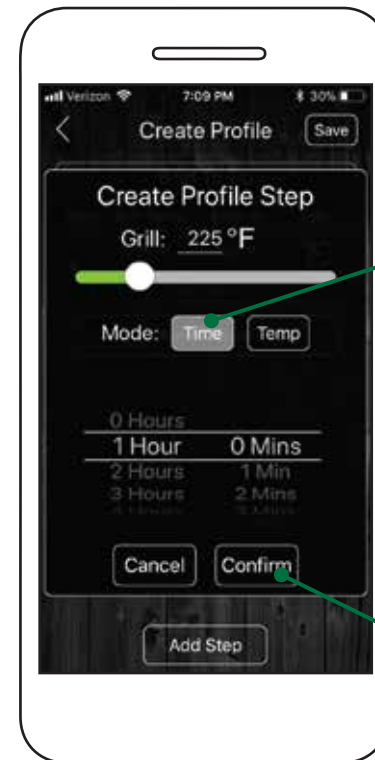 Verizon 7:09 PM 30%
Create Profile Save
Create Profile Step
Grill: 225 °F
Mode: Time Temp
0 Hours
1 Hour 0 Mins
2 Hours 1 Min
3 Hours 2 Mins
Cancel Confirm
Add Step